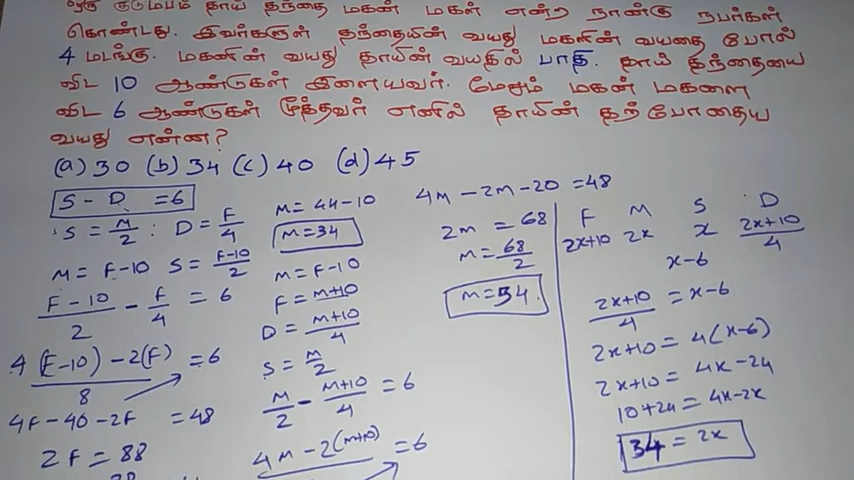 ஒரு குடும்பம் தாய் தந்தை மகன் மகள் என்ற நான்கு நபர்கள்
கொண்டது. இவர்களுள் தந்தையின் வயது மகளின் வயதை போல்
4 மடங்கு. மகனின் வயது தாயின் வயதில் பாதி. தாய் தந்தையை
விட 10 ஆண்டுகள் இளையவர். மேலும் மகன் மகளை
விட 6 ஆண்டுகள் மூத்தவர் எனில் தாயின் தற்போதைய
வயது என்ன?
(a) 30 (b) 34 (c) 40 (d) 45
S - D = 6
S = M/2 : D = F/4
M = F-10 S = (F-10)/2
(F-10)/2 - F/4 = 6
(4(F-10) - 2(F))/8 = 6
4F - 40 - 2F = 48
2F = 88
M = 44-10
M = 34
M = F-10
F = M+10
D = (M+10)/4
S = M/2
M/2 - (M+10)/4 = 6
4M - 2(M+10) = 6
4M - 2M - 20 = 48
2M = 68
M = 68/2
M = 34.
F M S D
2x+10 2x x (2x+10)/4
x-6
(2x+10)/4 = x-6
2x+10 = 4(x-6)
2x+10 = 4x-24
10+24 = 4x-2x
34 = 2x